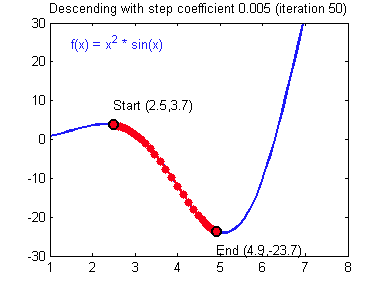 Descending with step coefficient 0.005 (iteration 50)
30
f(x) = x² * sin(x)
20
10
Start (2.5,3.7)
0
-10
-20
End (4.9,-23.7)
-30
1 2 3 4 5 6 7 8